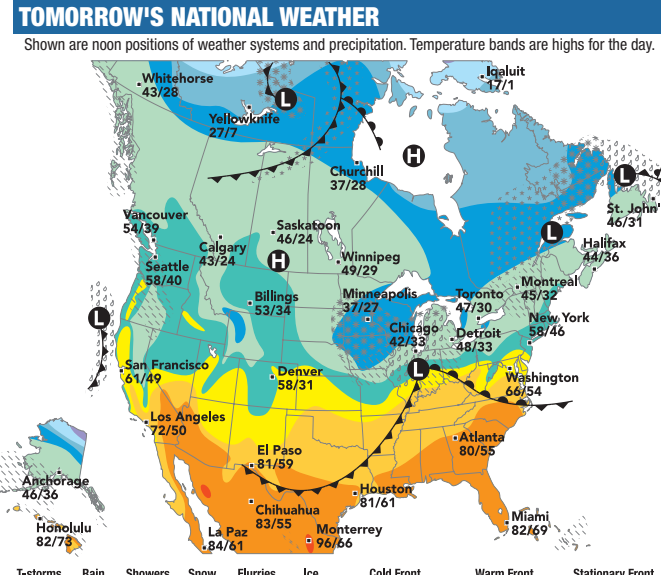 TOMORROW'S NATIONAL WEATHER
Shown are noon positions of weather systems and precipitation. Temperature bands are highs for the day.
Whitehorse
43/28
Iqaluit
17/1
L
Yellowknife
27/7
H
Churchill
37/28
L
St. John'
46/31
Vancouver
54/39
Saskatoon
46/24
L
Calgary
43/24
Halifax
44/36
Seattle
58/40
H
Winnipeg
49/29
Montreal
45/32
Billings
53/34
Minneapolis
37/27
Toronto
47/30
L
New York
58/46
Chicago
42/33
Detroit
48/33
San Francisco
61/49
Denver
58/31
L
Washington
66/54
Los Angeles
72/50
Atlanta
80/55
El Paso
81/59
Anchorage
46/36
Houston
81/61
Chihuahua
83/55
Miami
82/69
Honolulu
82/73
La Paz
84/61
Monterrey
96/66
T-storms Rain Showers Snow Flurries Ice Cold Front Warm Front Stationary Front